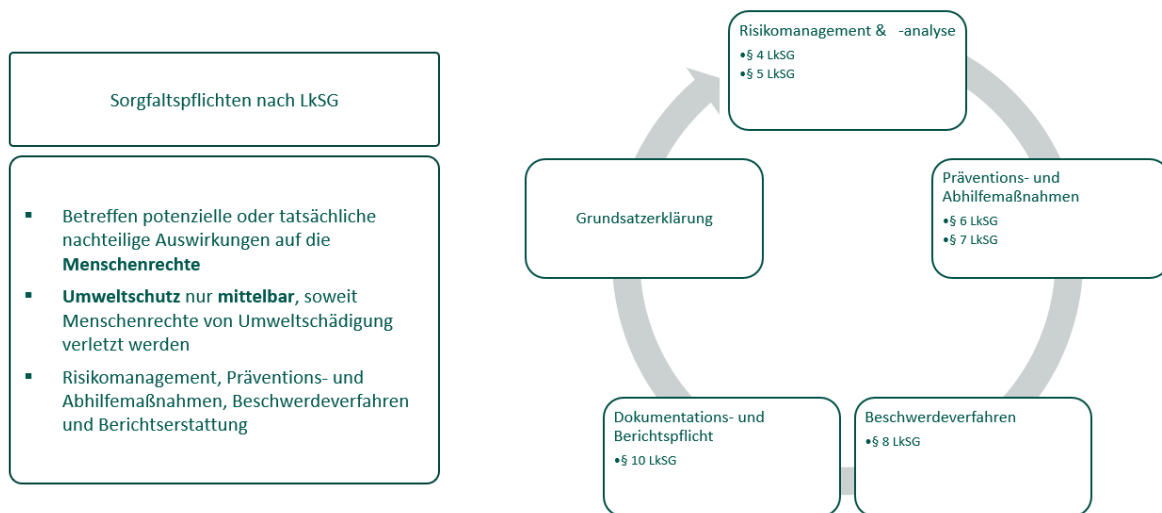 Sorgfaltspflichten nach LkSG
▪ Betreffen potenzielle oder tatsächliche
nachteilige Auswirkungen auf die
Menschenrechte
▪ Umweltschutz nur mittelbar, soweit
Menschenrechte von Umweltschädigung
verletzt werden
▪ Risikomanagement, Präventions- und
Abhilfemaßnahmen, Beschwerdeverfahren
und Berichtserstattung
Risikomanagement & -analyse
•§ 4 LkSG
•§ 5 LkSG
Präventions- und
Abhilfemaßnahmen
•§ 6 LkSG
•§ 7 LkSG
Beschwerdeverfahren
•§ 8 LkSG
Dokumentations- und
Berichtspflicht
•§ 10 LkSG
Grundsatzerklärung